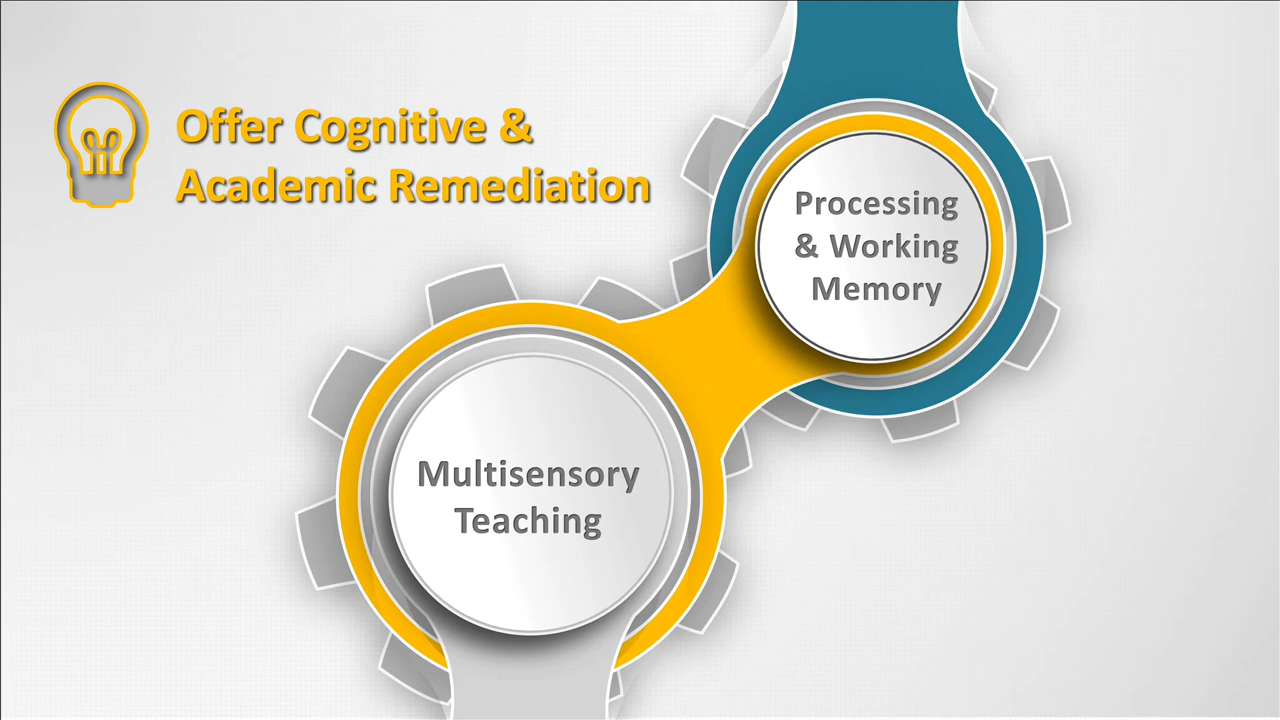 Offer Cognitive &
Academic Remediation
Processing
& Working
Memory
Multisensory
Teaching